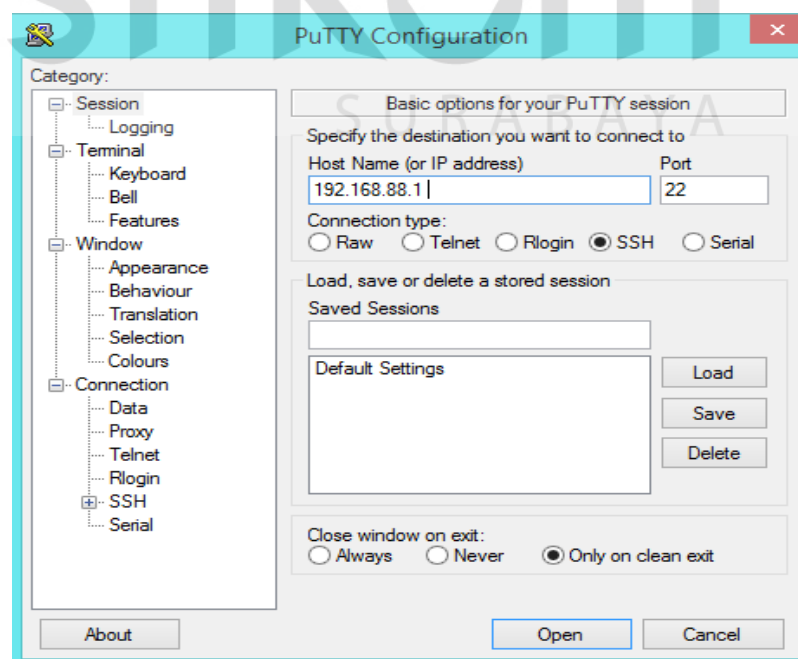 PuTTY Configuration
Category:
Session
Logging
Terminal
Keyboard
Bell
Features
Window
Appearance
Behaviour
Translation
Selection
Colours
Connection
Data
Proxy
Telnet
Rlogin
SSH
Serial
Basic options for your PuTTY session
SURABAYA
Specify the destination you want to connect to
Host Name (or IP address) Port
192.168.88.1 22
Connection type:
Raw Telnet Rlogin SSH Serial
Load, save or delete a stored session
Saved Sessions
Default Settings
Load
Save
Delete
Close window on exit:
Always Never Only on clean exit
About Open Cancel